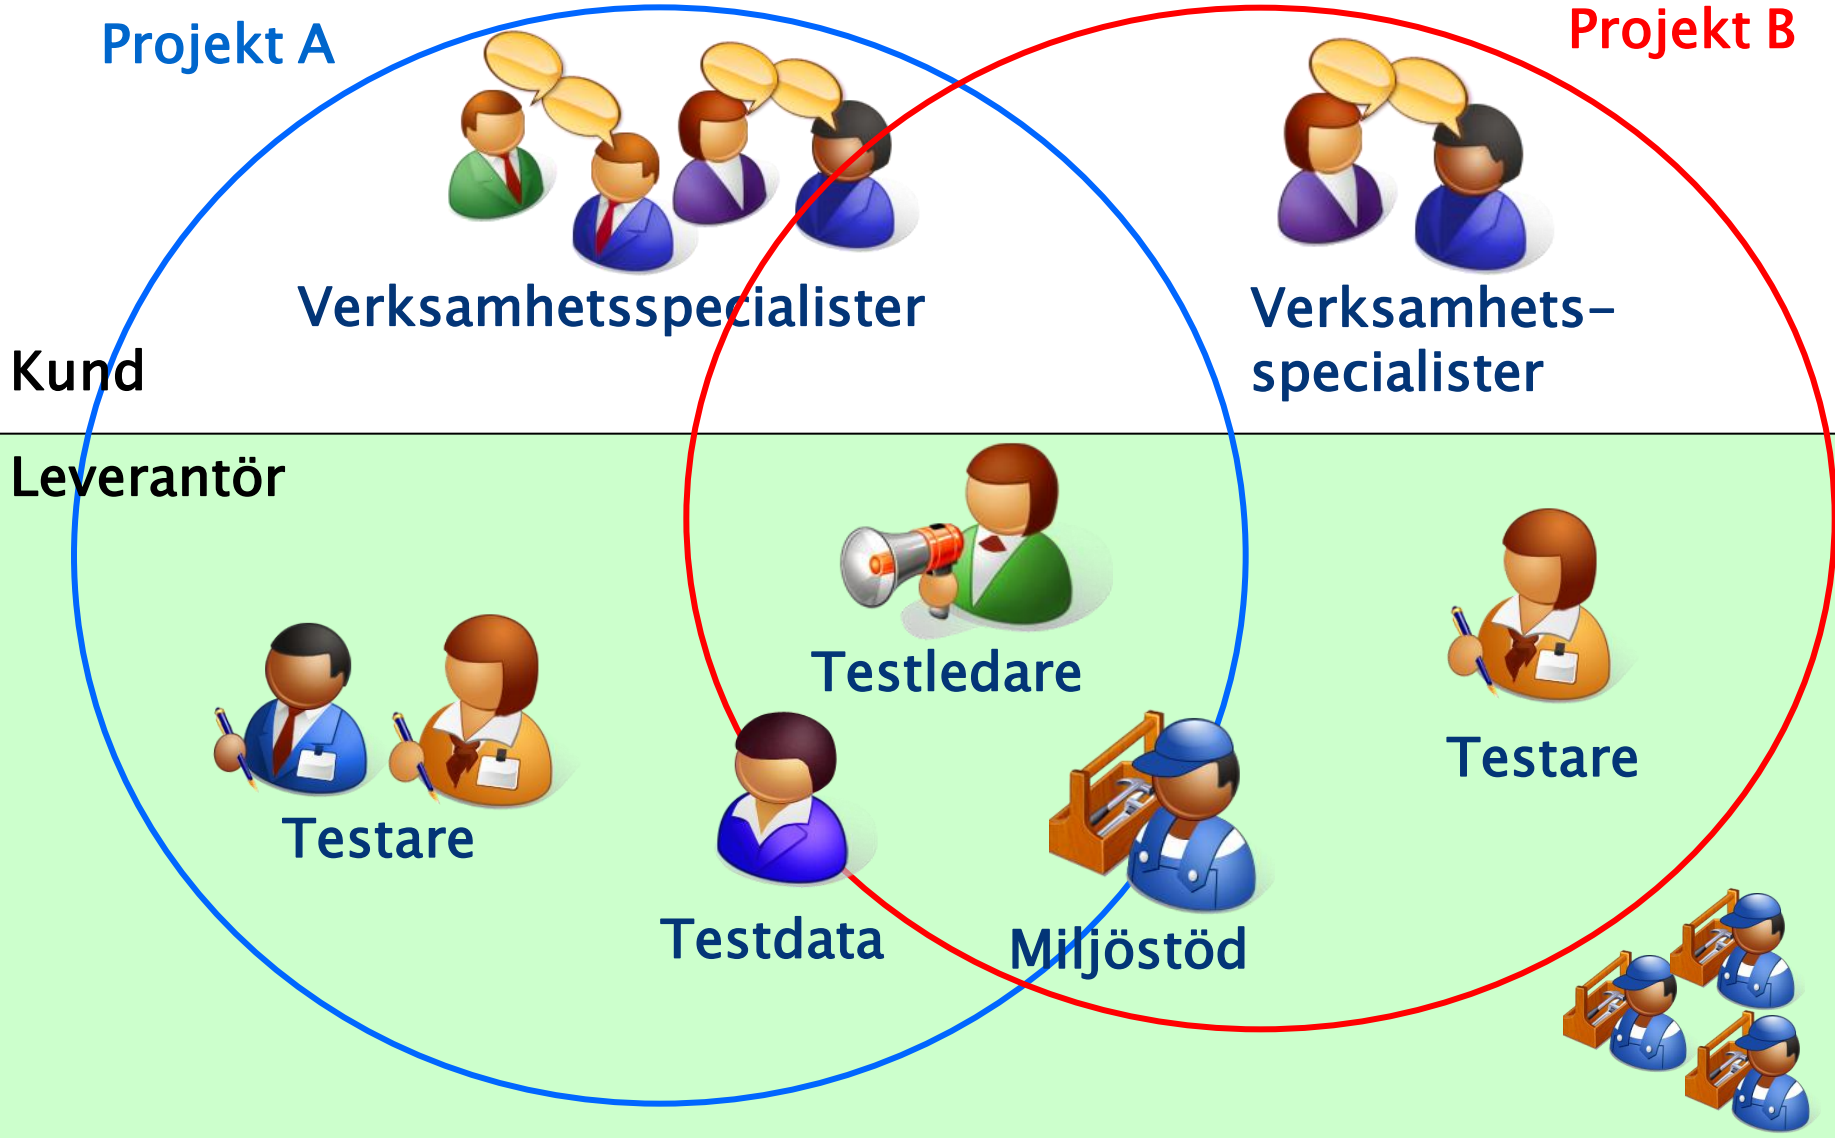 Projekt A
Projekt B
Verksamhetsspecialister
Verksamhets-
specialister
Kund
Leverantör
Testledare
Testare
Testare
Testdata
Miljöstöd